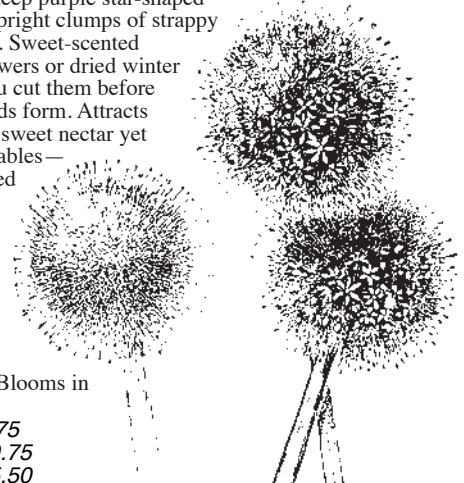 deep purple star-shaped
pright clumps of strappy
. Sweet-scented
wers or dried winter
u cut them before
ds form. Attracts
sweet nectar yet
ables—
ed
Blooms in
75
.75
.50